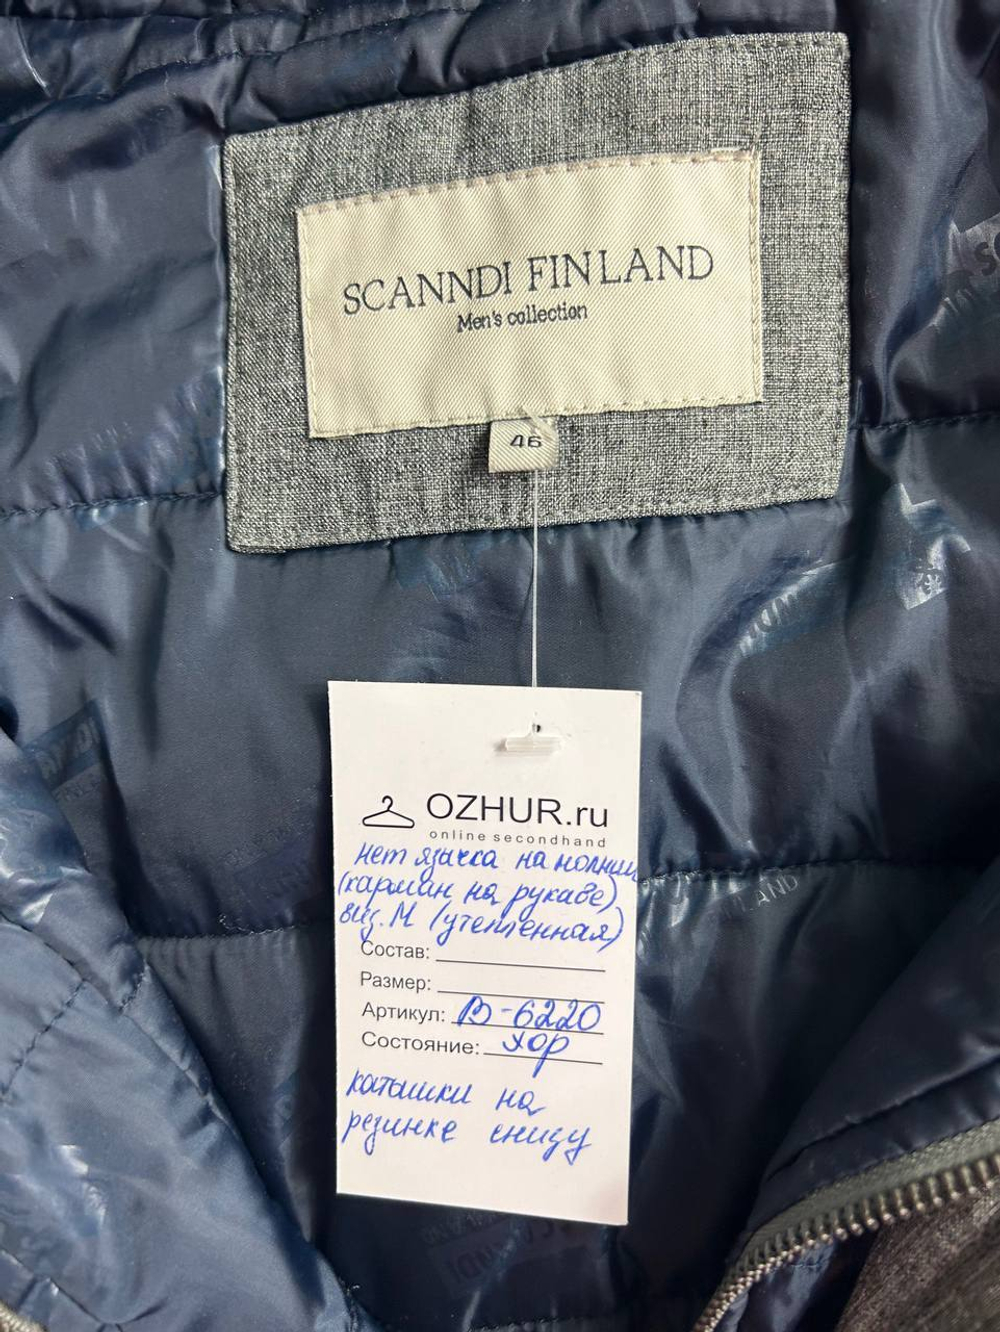 SCANNDI FINLAND
Men's collection
46
OZHUR.ru
online secondhand
нет язычка на молнии
(карман на рукаве)
виз. М (утепленная)
Состав:
Размер:
Артикул: В-6220
Состояние: хор
катышки на
резинке снизу
LAND